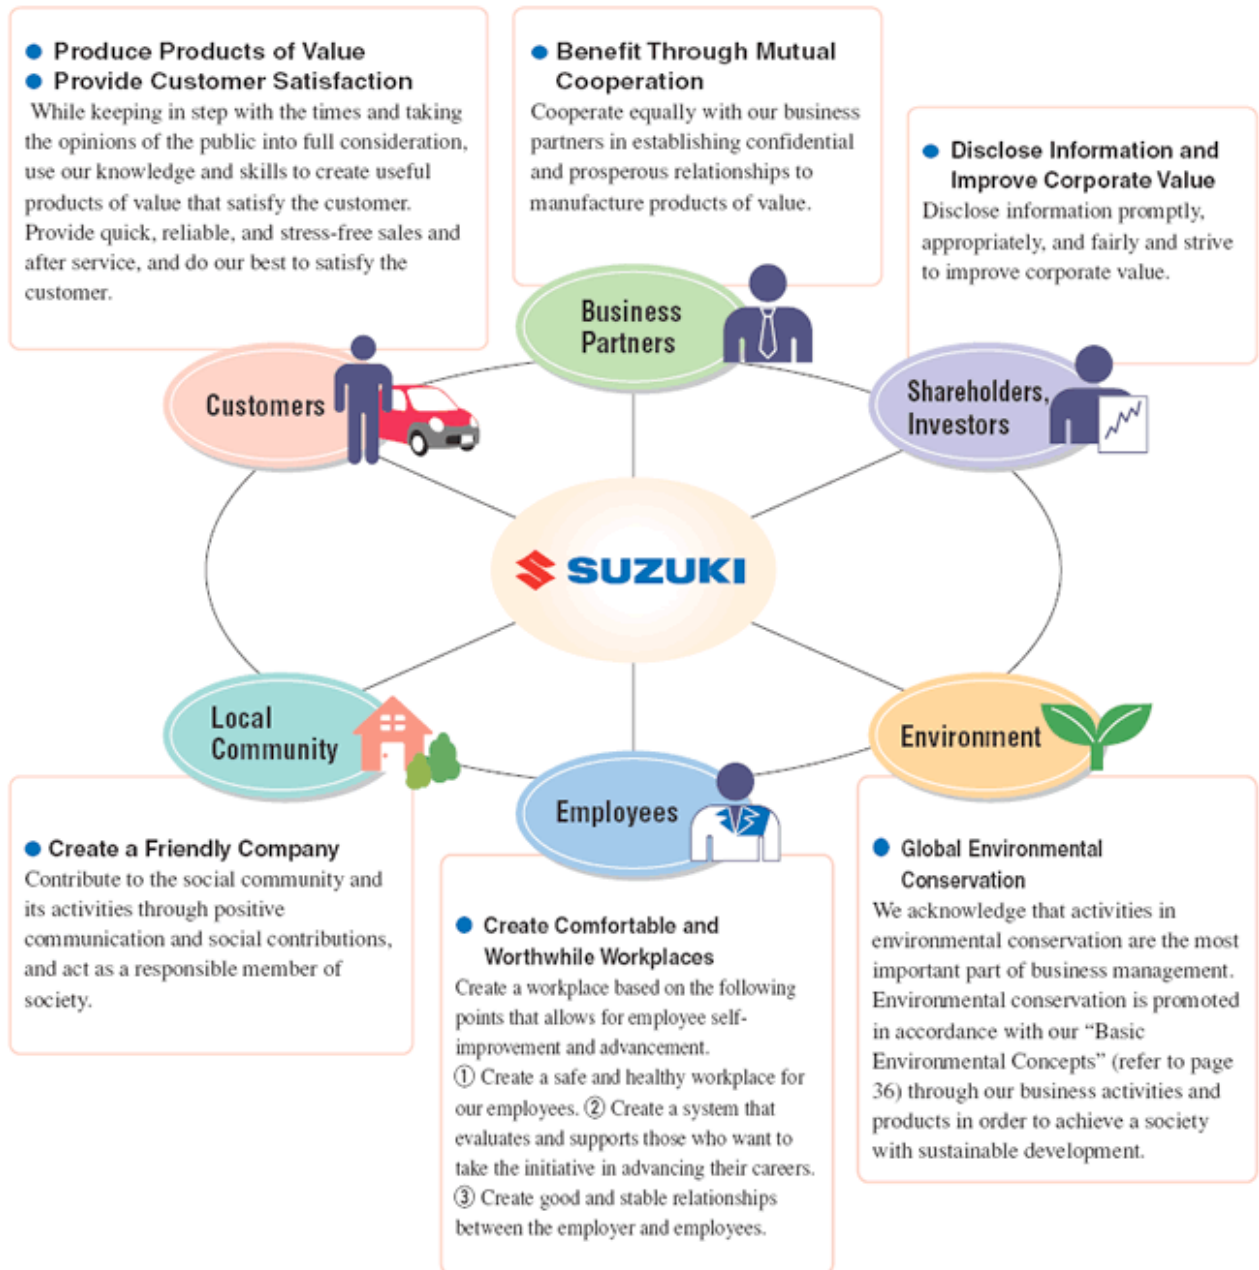 Produce Products of Value
Provide Customer Satisfaction
While keeping in step with the times and taking
the opinions of the public into full consideration,
use our knowledge and skills to create useful
products of value that satisfy the customer.
Provide quick, reliable, and stress-free sales and
after service, and do our best to satisfy the
customer.
Benefit Through Mutual
Cooperation
Cooperate equally with our business
partners in establishing confidential
and prosperous relationships to
manufacture products of value.
Disclose Information and
Improve Corporate Value
Disclose information promptly,
appropriately, and fairly and strive
to improve corporate value.
Customers
Business
Partners
Shareholders,
Investors
SUZUKI
Local
Community
Employees
Environment
Create a Friendly Company
Contribute to the social community and
its activities through positive
communication and social contributions,
and act as a responsible member of
society.
Create Comfortable and
Worthwhile Workplaces
Create a workplace based on the following
points that allows for employee self-
improvement and advancement.
① Create a safe and healthy workplace for
our employees. ② Create a system that
evaluates and supports those who want to
take the initiative in advancing their careers.
③ Create good and stable relationships
between the employer and employees.
Global Environmental
Conservation
We acknowledge that activities in
environmental conservation are the most
important part of business management.
Environmental conservation is promoted
in accordance with our “Basic
Environmental Concepts” (refer to page
36) through our business activities and
products in order to achieve a society
with sustainable development.